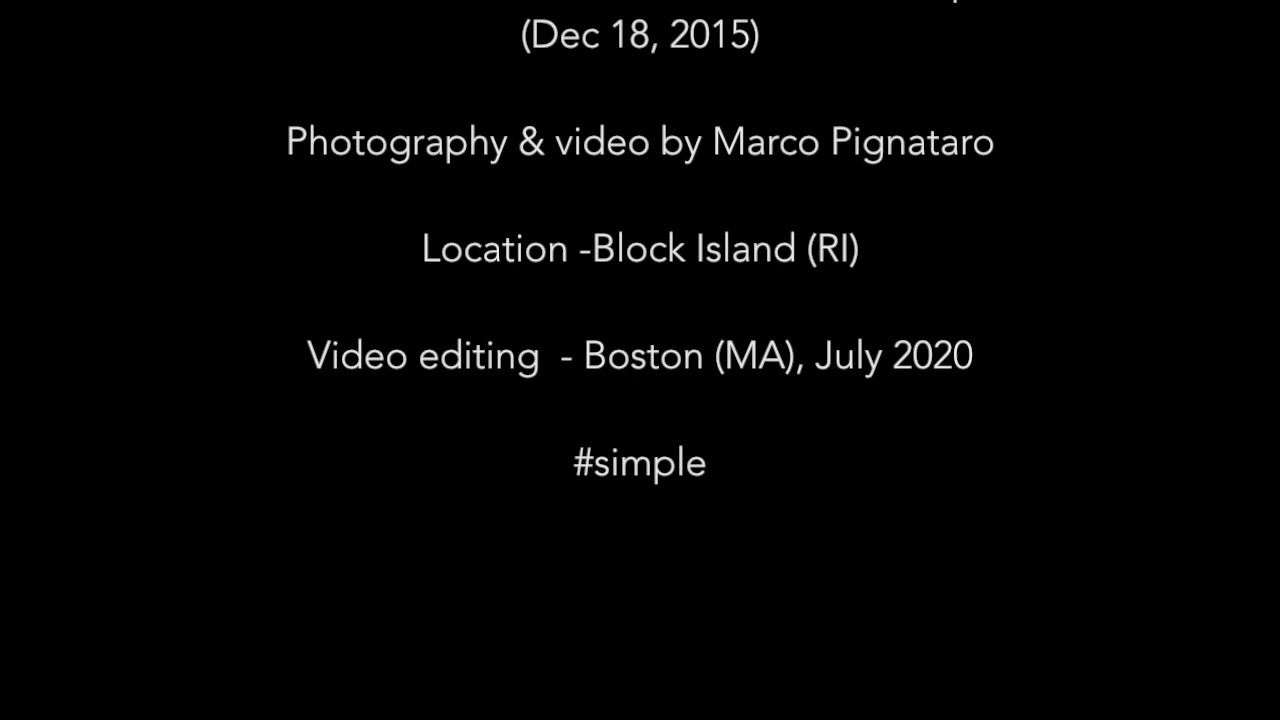 (Dec 18, 2015)
Photography & video by Marco Pignataro
Location -Block Island (RI)
Video editing  - Boston (MA), July 2020
#simple